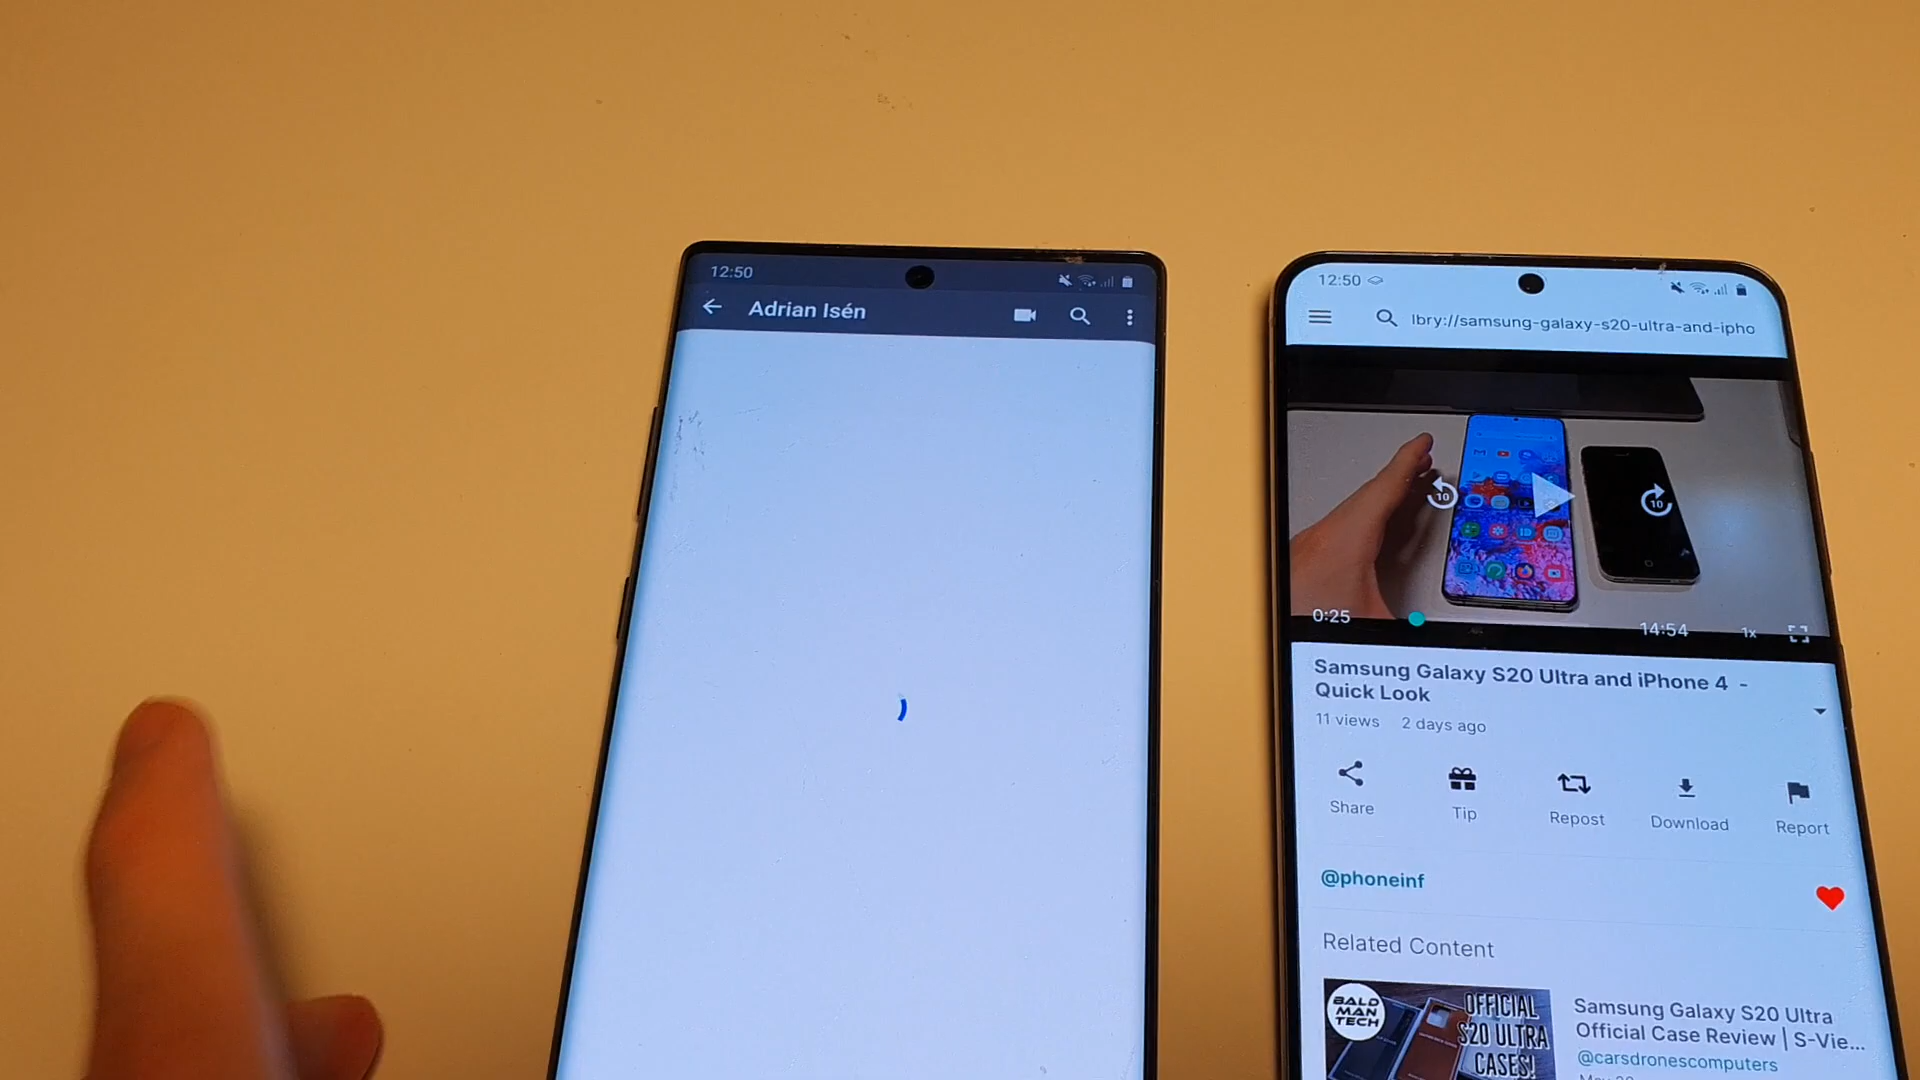 12:50
Adrian Isén
12:50
lbry://samsung-galaxy-s20-ultra-and-ipho
10
10
0:25
14:54
1x
Samsung Galaxy S20 Ultra and iPhone 4 -
Quick Look
11 views 2 days ago
Share
Tip
Repost
Download
Report
@phoneinf
Related Content
BALD
MAN
TECH
OFFICIAL
S20 ULTRA
CASES!
Samsung Galaxy S20 Ultra
Official Case Review | S-Vie...
@carsdronescomputers